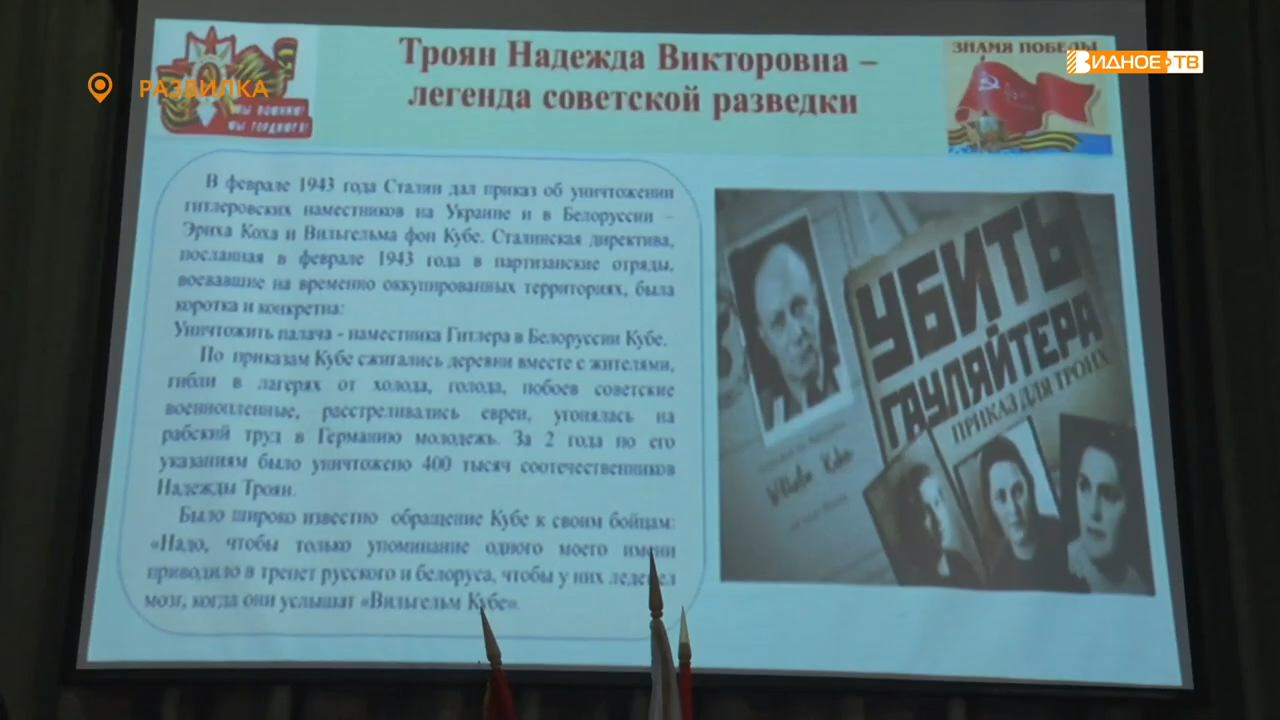 Троян Надежда Викторовна –
легенда советской разведки
ЗНАМЯ ПОБЕДЫ
ВИДНОЕ ТВ
РАЗВИЛКА
МЫ ПОМНИМ!
МЫ ГОРДИМСЯ!
В феврале 1943 года Сталин дал приказ об уничтожении
гитлеровских наместников на Украине и в Белоруссии –
Эриха Коха и Вильгельма фон Кубе. Сталинская директива,
посланная в феврале 1943 года в партизанские отряды,
воевавшие на временно оккупированных территориях, была
коротка и конкретна:
Уничтожить палача - наместника Гитлера в Белоруссии Кубе.
По приказам Кубе сжигались деревни вместе с жителями,
гибли в лагерях от холода, голода, побоев советские
военнопленные, расстреливались евреи, угонялась на
рабский труд в Германию молодежь. За 2 года по его
указаниям было уничтожено 400 тысяч соотечественников
Надежды Троян.
Было широко известно обращение Кубе к своим бойцам:
«Надо, чтобы только упоминание одного моего имени
приводило в трепет русского и белоруса, чтобы у них леденел
мозг, когда они услышат «Вильгельм Кубе».
УБИТЬ
ГАУЛЯЙТЕРА
ПРИКАЗ ДЛЯ ТРОИХ